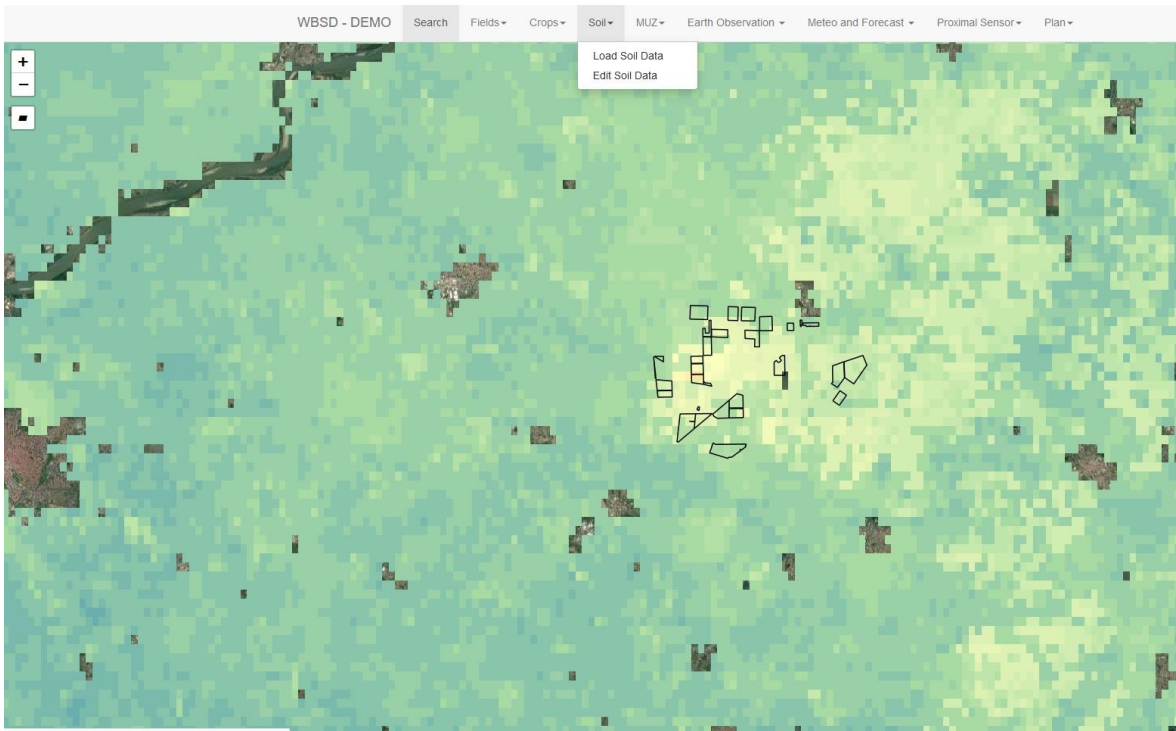 WBSD - DEMO Search Fields Crops Soil MUZ Earth Observation Meteo and Forecast Proximal Sensor Plan
+
−
Load Soil Data
Edit Soil Data